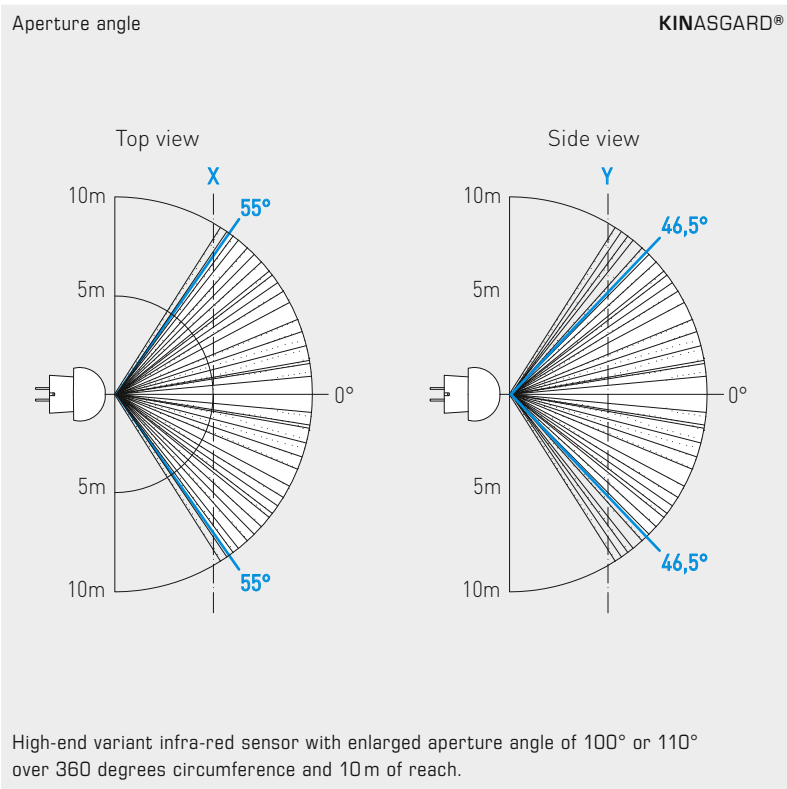 Aperture angle
KINASGARD®
Top view
X
10m
55°
5m
0°
5m
10m
55°
Side view
Y
10m
46,5°
5m
0°
5m
10m
46,5°
High-end variant infra-red sensor with enlarged aperture angle of 100° or 110°
over 360 degrees circumference and 10 m of reach.